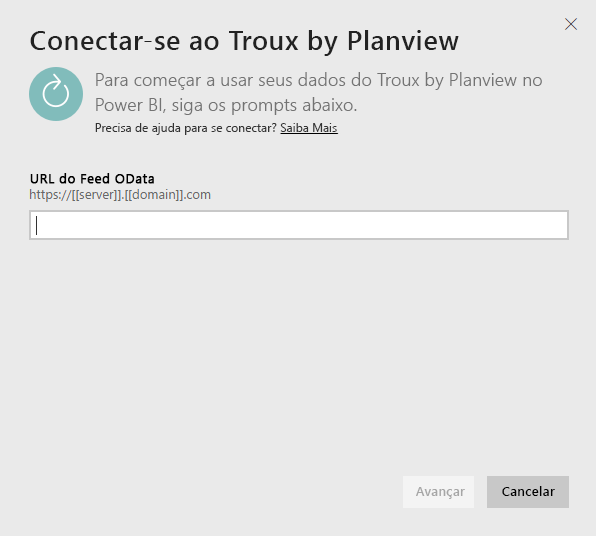 Conectar-se ao Troux by Planview
Para começar a usar seus dados do Troux by Planview no
Power BI, siga os prompts abaixo.
Precisa de ajuda para se conectar? Saiba Mais
URL do Feed OData
https://[[server]].[[domain]].com
Avançar
Cancelar